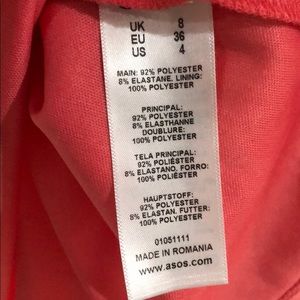 UK 8
EU 36
US 4
MAIN: 92% POLYESTER
8% ELASTANE, LINING:
100% POLYESTER
PRINCIPAL:
92% POLYESTER
8% ELASTHANNE
DOUBLURE:
100% POLYESTER
TELA PRINCIPAL:
92% POLIÉSTER
8% ELASTANO, FORRO:
100% POLIÉSTER
HAUPTSTOFF:
92% POLYESTER
8% ELASTAN. FUTTER:
100% POLYESTER
01051111
MADE IN ROMANIA
www.asos.com